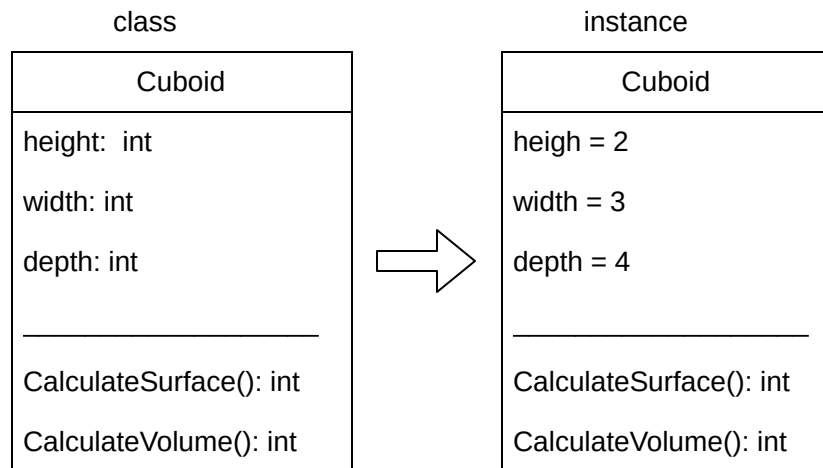 class
Cuboid
height:  int
width: int
depth: int
CalculateSurface(): int
CalculateVolume(): int
instance
Cuboid
heigh = 2
width = 3
depth = 4
CalculateSurface(): int
CalculateVolume(): int